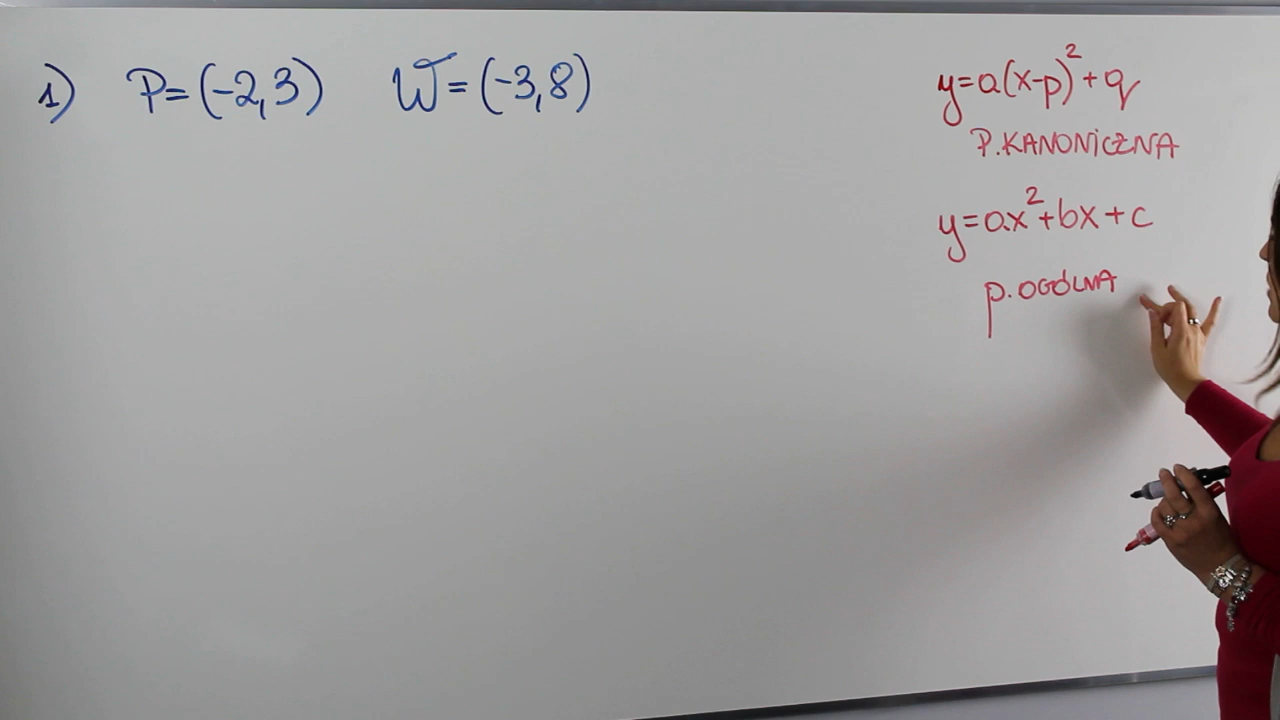 1) P=(-2,3) W=(-3,8)
y=a(x-p)²+q
P.KANONICZNA
y=ax²+bx+c
p.OGÓLNA